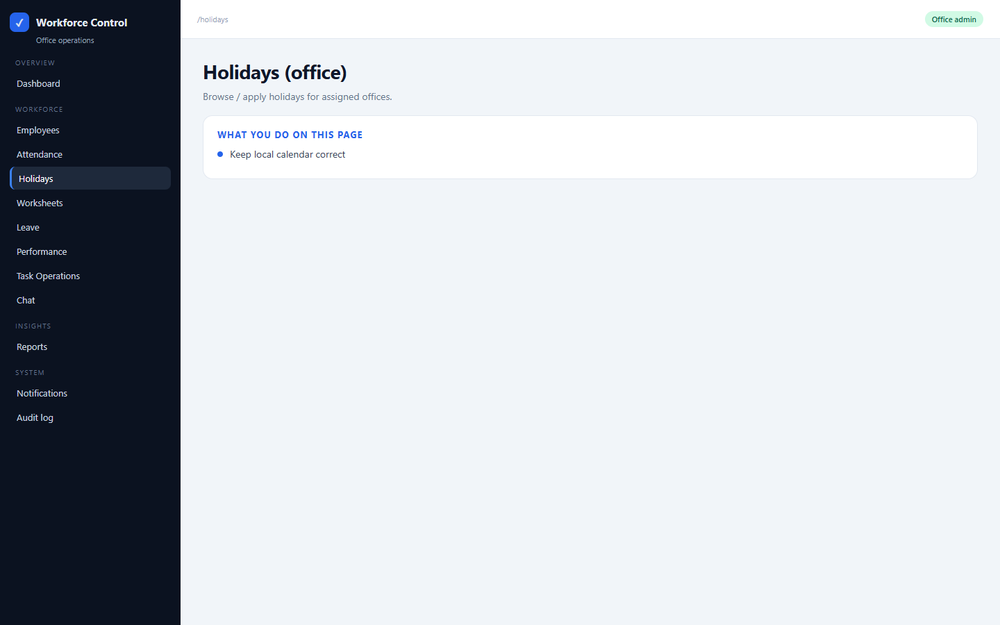 Workforce Control
Office operations
OVERVIEW
Dashboard
WORKFORCE
Employees
Attendance
Holidays
Worksheets
Leave
Performance
Task Operations
Chat
INSIGHTS
Reports
SYSTEM
Notifications
Audit log
/holidays
Office admin
Holidays (office)
Browse / apply holidays for assigned offices.
WHAT YOU DO ON THIS PAGE
Keep local calendar correct